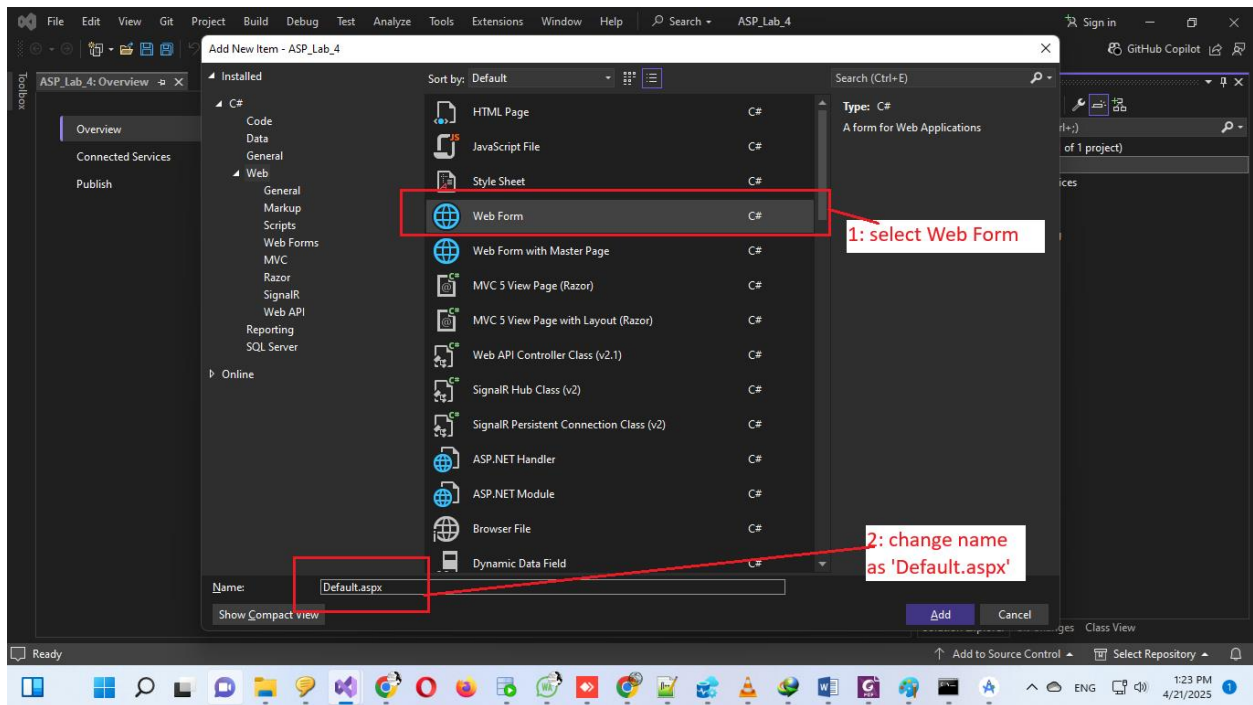 File Edit View Git Project Build Debug Test Analyze Tools Extensions Window Help Search ASP_Lab_4 Sign in
GitHub Copilot
Toolbox
ASP_Lab_4: Overview
Overview
Connected Services
Publish
Add New Item - ASP_Lab_4
Installed
C#
Code
Data
General
Web
General
Markup
Scripts
Web Forms
MVC
Razor
SignalR
Web API
Reporting
SQL Server
Online
Sort by: Default
HTML Page C#
JavaScript File C#
Style Sheet C#
Web Form C#
Web Form with Master Page C#
MVC 5 View Page (Razor) C#
MVC 5 View Page with Layout (Razor) C#
Web API Controller Class (v2.1) C#
SignalR Hub Class (v2) C#
SignalR Persistent Connection Class (v2) C#
ASP.NET Handler C#
ASP.NET Module C#
Browser File C#
Dynamic Data Field C#
Search (Ctrl+E)
Type: C#
A form for Web Applications
1: select Web Form
2: change name
as 'Default.aspx'
Name: Default.aspx
Show Compact View
Add Cancel
of 1 project)
Class View
Ready
Add to Source Control Select Repository
ENG
1:23 PM
4/21/2025